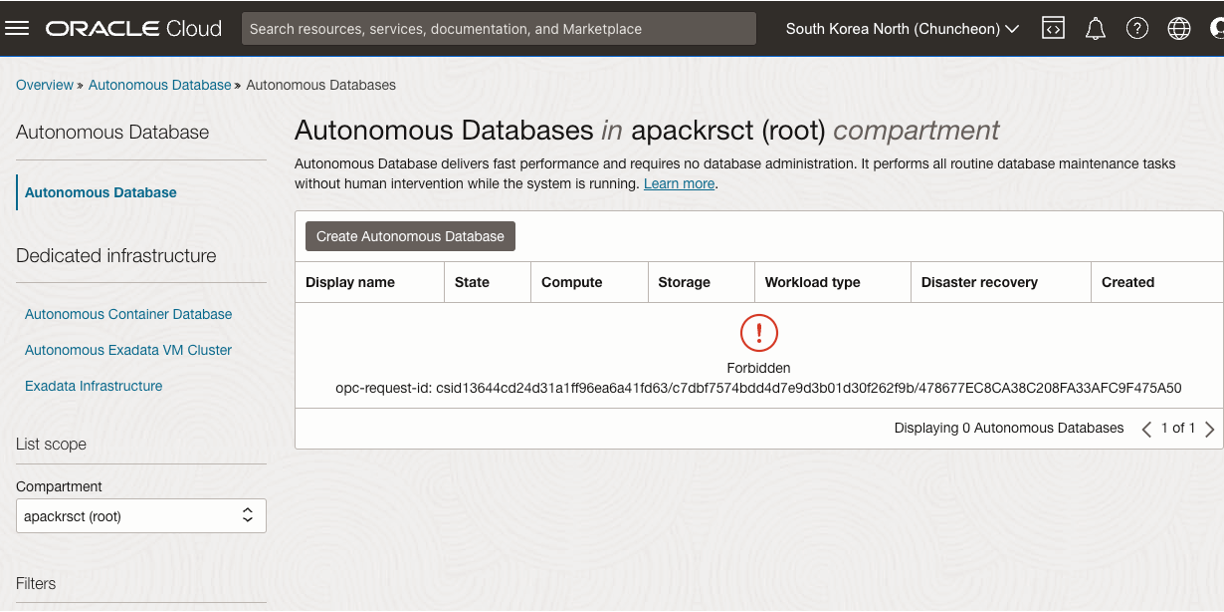 ORACLE Cloud
Search resources, services, documentation, and Marketplace
South Korea North (Chuncheon)
Overview » Autonomous Database » Autonomous Databases
Autonomous Database
Autonomous Database
Dedicated infrastructure
Autonomous Container Database
Autonomous Exadata VM Cluster
Exadata Infrastructure
List scope
Compartment
apackrsct (root)
Filters
Autonomous Databases in apackrsct (root) compartment
Autonomous Database delivers fast performance and requires no database administration. It performs all routine database maintenance tasks
without human intervention while the system is running. Learn more.
Create Autonomous Database
Display name State Compute Storage Workload type Disaster recovery Created
Forbidden
opc-request-id: csid13644cd24d31a1ff96ea6a41fd63/c7dbf7574bdd4d7e9d3b01d30f262f9b/478677EC8CA38C208FA33AFC9F475A50
Displaying 0 Autonomous Databases 1 of 1